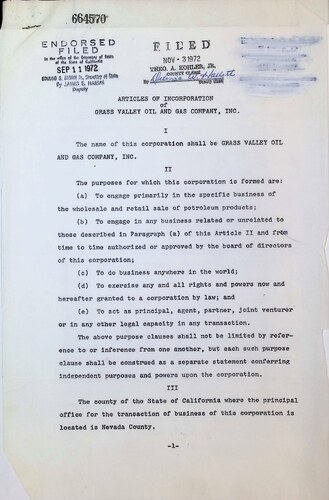 664570
ENDORSED
FILED
In the office of the Secretary of State
of the State of California
SEP 11 1972
EDMUND G. BROWN Jr., Secretary of State
By JAMES E. HARRIS
Deputy
FILED
NOV - 3 1972
THEO. A. KOHLER, JR.
COUNTY CLERK
Deputy Clerk
ARTICLES OF INCORPORATION
of
GRASS VALLEY OIL AND GAS COMPANY, INC.
I
The name of this corporation shall be GRASS VALLEY OIL
AND GAS COMPANY, INC.
II
The purposes for which this corporation is formed are:
(a) To engage primarily in the specific business of
the wholesale and retail sale of petroleum products;
(b) To engage in any business related or unrelated to
those described in Paragraph (a) of this Article II and from
time to time authorized or approved by the board of directors
of this corporation;
(c) To do business anywhere in the world;
(d) To exercise any and all rights and powers now and
hereafter granted to a corporation by law; and
(e) To act as principal, agent, partner, joint venturer
or in any other legal capacity in any transaction.
The above purpose clauses shall not be limited by refer-
ence to or inference from one another, but each such purpose
clause shall be construed as a separate statement conferring
independent purposes and powers upon the corporation.
III
The county of the State of California where the principal
office for the transaction of business of this corporation is
located is Nevada County.
-1-